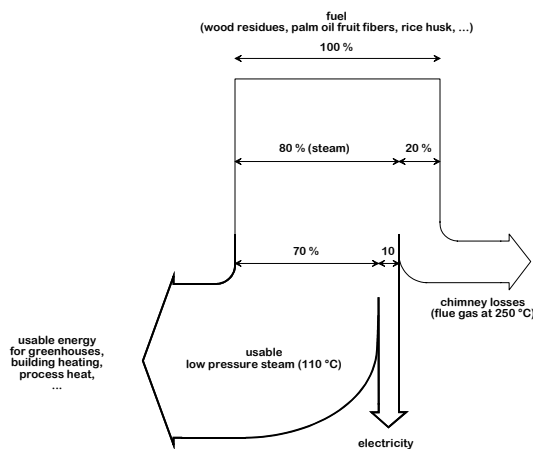 fuel
(wood residues, palm oil fruit fibers, rice husk, ...)
100 %
80 % (steam)
20 %
70 %
10
chimney losses
(flue gas at 250 °C)
usable energy
for greenhouses,
building heating,
process heat,
...
usable
low pressure steam (110 °C)
electricity